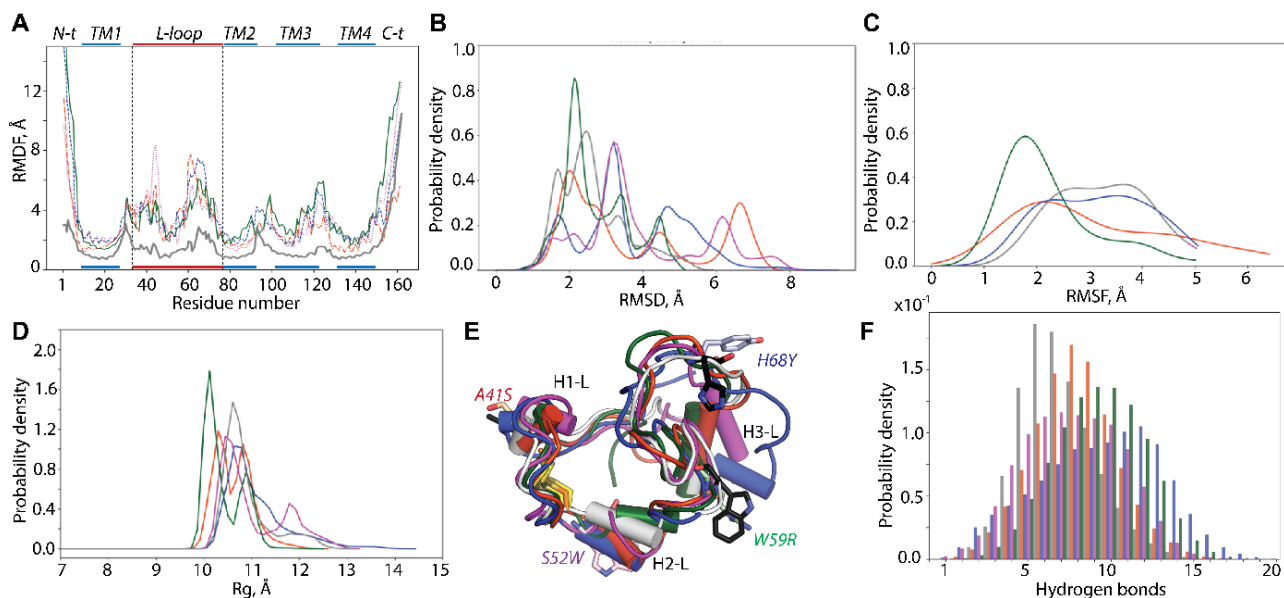 A N-t TM1 L-loop TM2 TM3 TM4 C-t
RMDF, Å
12
8
4
0
1 20 40 60 80 100 120 140 160
Residue number
B
Probability density
1.0
0.8
0.6
0.4
0.2
0.0
0 2 4 6 8
RMSD, Å
C
Probability density
1.0
0.8
0.6
0.4
0.2
0.0
0 1 2 3 4 5 6
RMSF, Å
D
Probability density
2.0
1.6
1.2
0.8
0.4
0.0
7 8 9 10 11 12 13 14 15
Rg, Å
E
A41S
H1-L
H68Y
H3-L
W59R
S52W
H2-L
F
x10⁻¹
Probability density
1.5
1.0
1.5
0.0
1 5 10 15 20
Hydrogen bonds